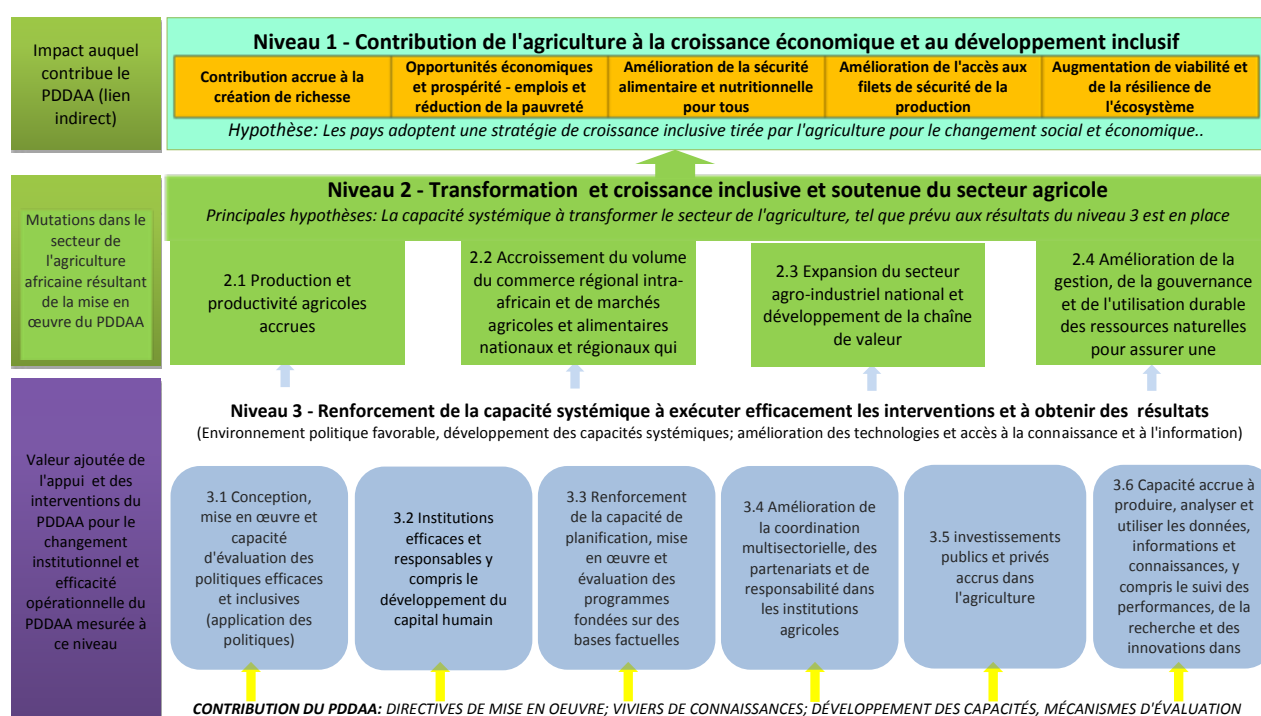 Impact auquel
contribue le
PDDAA (lien
indirect)
Niveau 1 - Contribution de l'agriculture à la croissance économique et au développement inclusif
Contribution accrue à la
création de richesse
Opportunités économiques
et prospérité - emplois et
réduction de la pauvreté
Amélioration de la sécurité
alimentaire et nutritionnelle
pour tous
Amélioration de l'accès aux
filets de sécurité de la
production
Augmentation de viabilité et
de la résilience de
l'écosystème
Hypothèse: Les pays adoptent une stratégie de croissance inclusive tirée par l'agriculture pour le changement social et économique..
Mutations dans le
secteur de
l'agriculture
africaine résultant
de la mise en
œuvre du PDDAA
Niveau 2 - Transformation et croissance inclusive et soutenue du secteur agricole
Principales hypothèses: La capacité systémique à transformer le secteur de l'agriculture, tel que prévu aux résultats du niveau 3 est en place
2.1 Production et
productivité agricoles
accrues
2.2 Accroissement du volume
du commerce régional intra-
africain et de marchés
agricoles et alimentaires
nationaux et régionaux qui
2.3 Expansion du secteur
agro-industriel national et
développement de la chaîne
de valeur
2.4 Amélioration de la
gestion, de la gouvernance
et de l'utilisation durable
des ressources naturelles
pour assurer une
Valeur ajoutée de
l'appui et des
interventions du
PDDAA pour le
changement
institutionnel et
efficacité
opérationnelle du
PDDAA mesurée à
ce niveau
Niveau 3 - Renforcement de la capacité systémique à exécuter efficacement les interventions et à obtenir des résultats
(Environnement politique favorable, développement des capacités systémiques; amélioration des technologies et accès à la connaissance et à l'information)
3.1 Conception,
mise en œuvre et
capacité
d'évaluation des
politiques efficaces
et inclusives
(application des
politiques)
3.2 Institutions
efficaces et
responsables y
compris le
développement du
capital humain
3.3 Renforcement
de la capacité de
planification, mise
en œuvre et
évaluation des
programmes
fondées sur des
bases factuelles
3.4 Amélioration de
la coordination
multisectorielle, des
partenariats et de
responsabilité dans
les institutions
agricoles
3.5 investissements
publics et privés
accrus dans
l'agriculture
3.6 Capacité accrue à
produire, analyser et
utiliser les données,
informations et
connaissances, y
compris le suivi des
performances, de la
recherche et des
innovations dans
CONTRIBUTION DU PDDAA: DIRECTIVES DE MISE EN OEUVRE; VIVIERS DE CONNAISSANCES; DÉVELOPPEMENT DES CAPACITÉS, MÉCANISMES D'ÉVALUATION